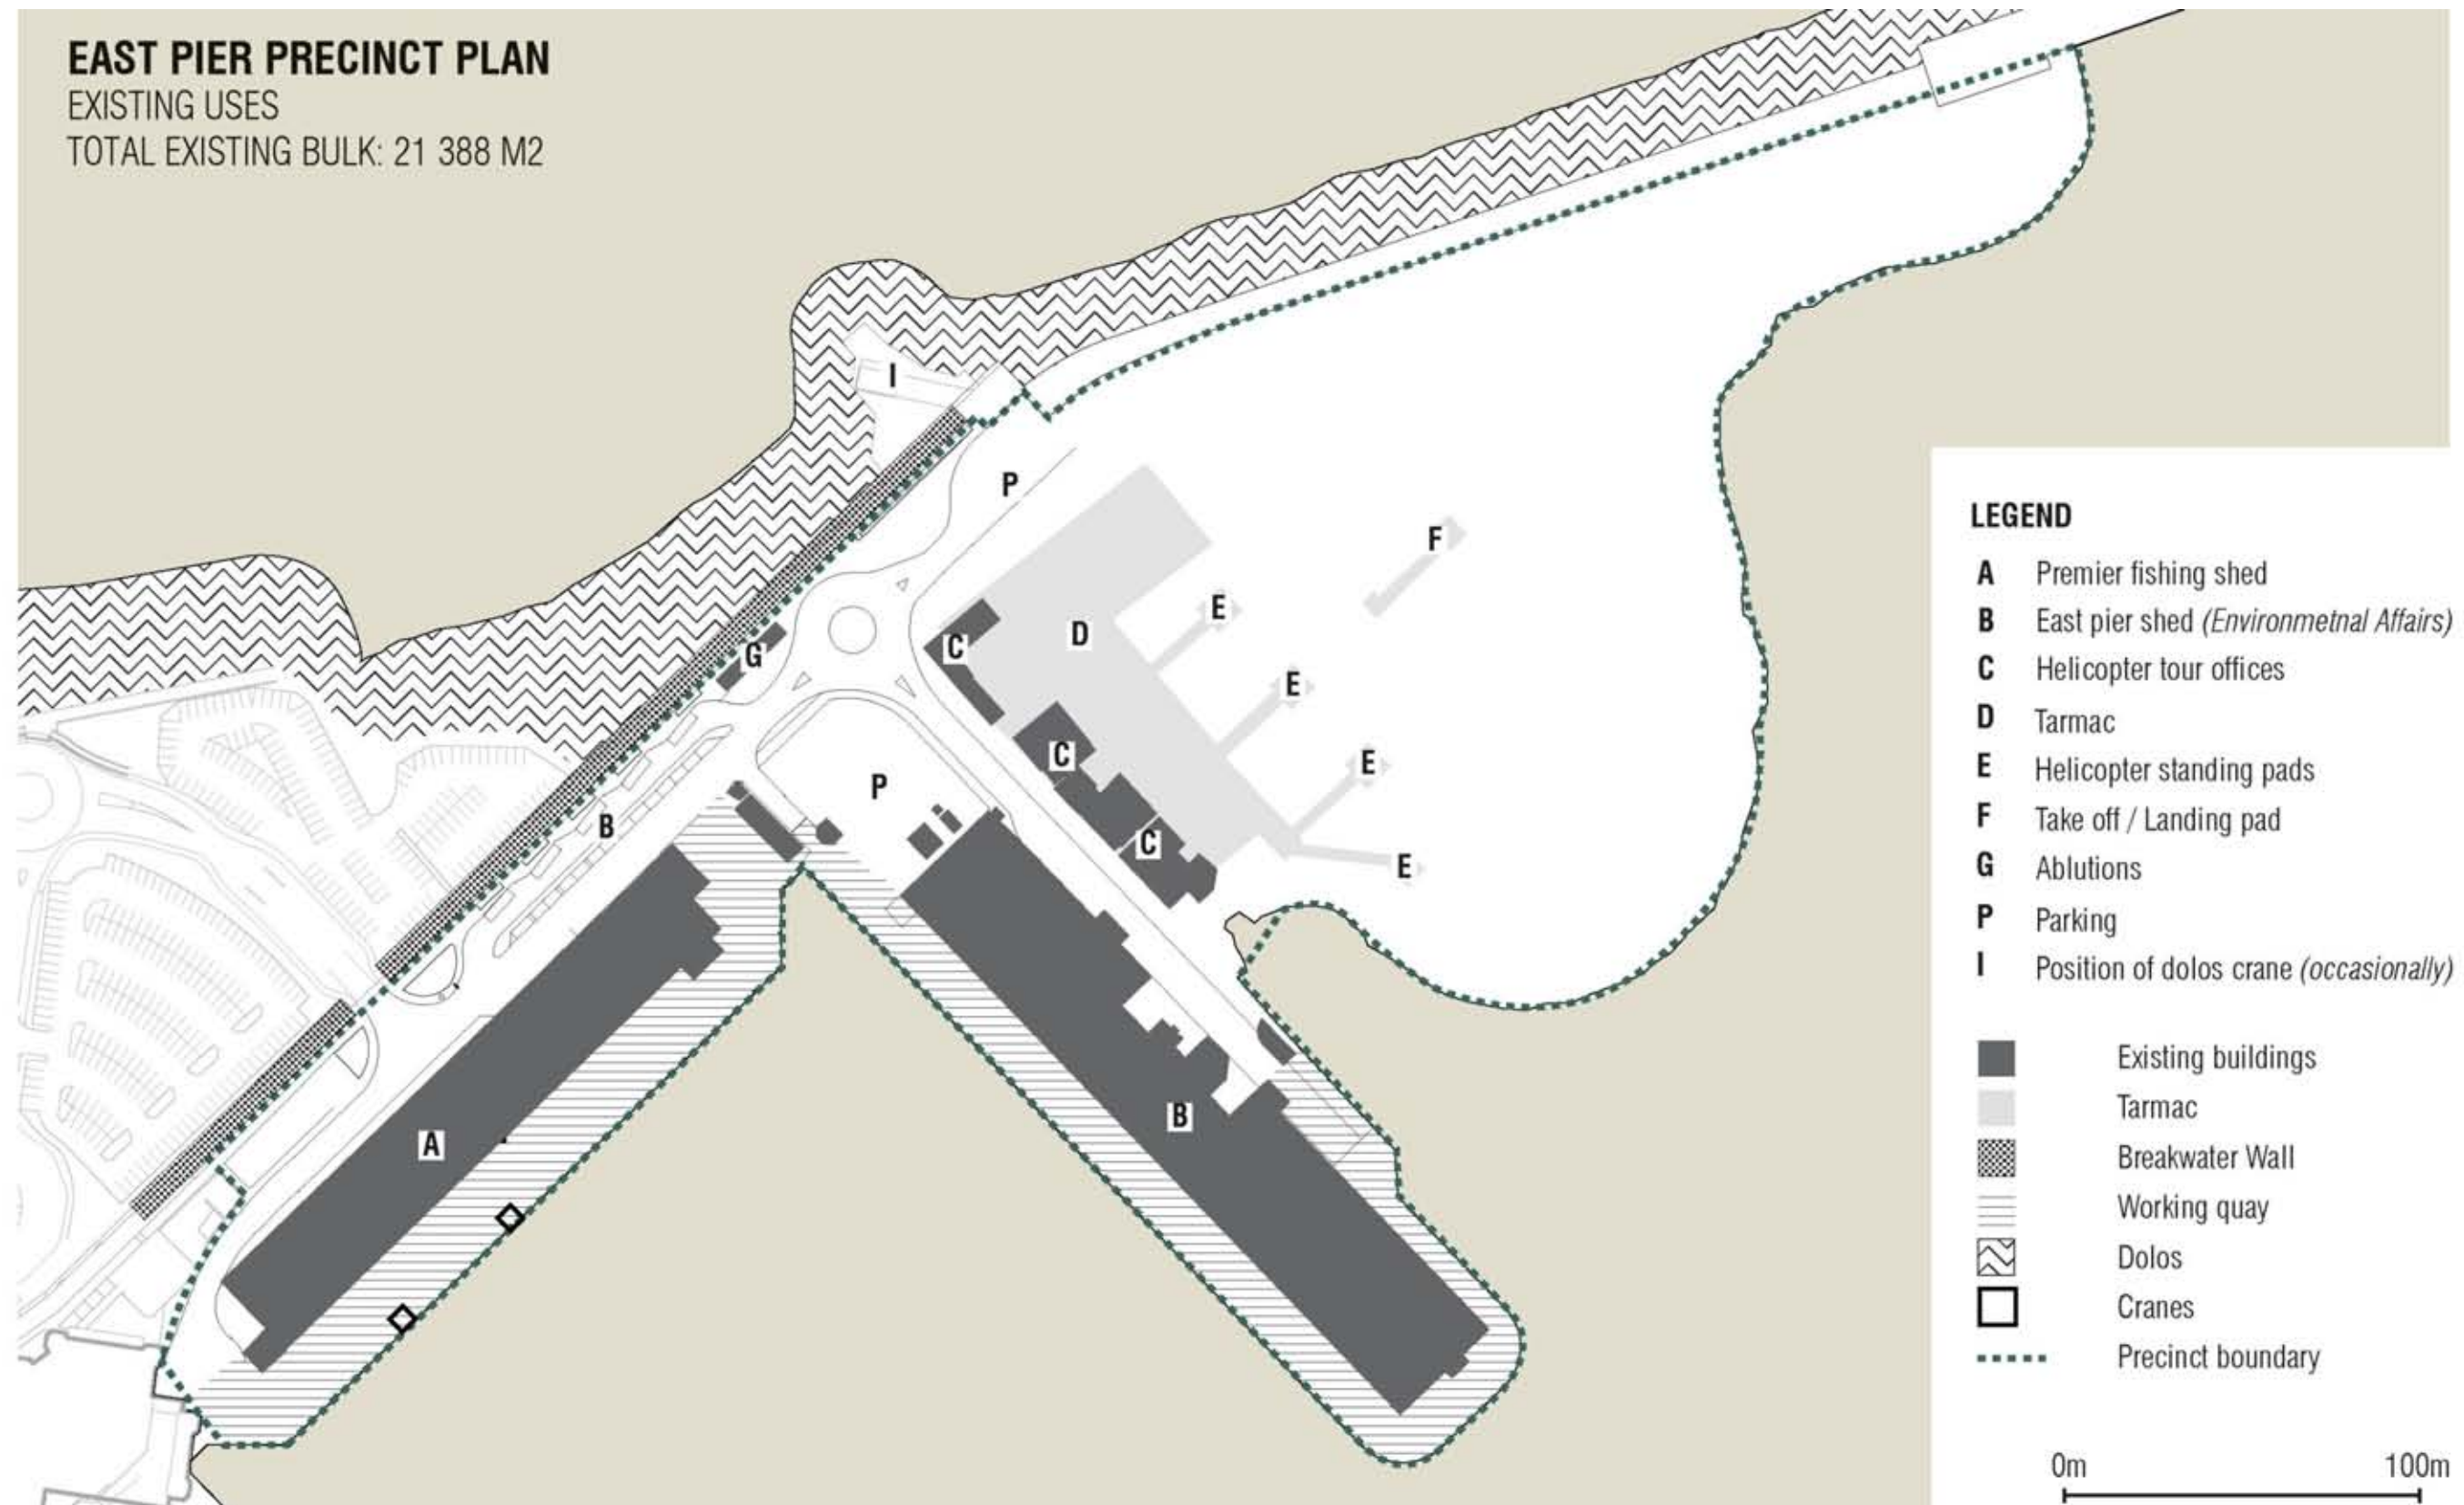 EAST PIER PRECINCT PLAN
EXISTING USES
TOTAL EXISTING BULK: 21 388 M2
I
P
F
E
D
C
G
E
C
E
P
B
C
E
B
A
LEGEND
A Premier fishing shed
B East pier shed (Environmetnal Affairs)
C Helicopter tour offices
D Tarmac
E Helicopter standing pads
F Take off / Landing pad
G Ablutions
P Parking
I Position of dolos crane (occasionally)
Existing buildings
Tarmac
Breakwater Wall
Working quay
Dolos
Cranes
Precinct boundary
0m 100m